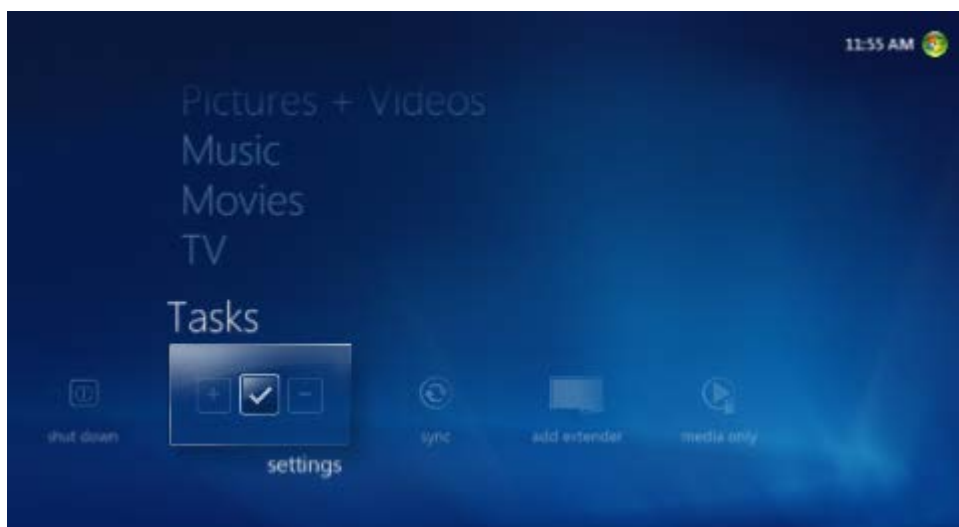 11:55 AM
Pictures + Videos
Music
Movies
TV
Tasks
shut down
settings
sync
add extender
media only